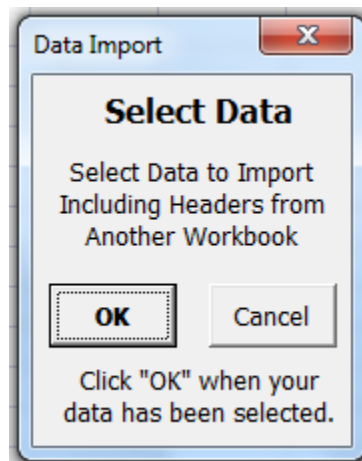 Data Import
Select Data
Select Data to Import
Including Headers from
Another Workbook
OK
Cancel
Click "OK" when your
data has been selected.